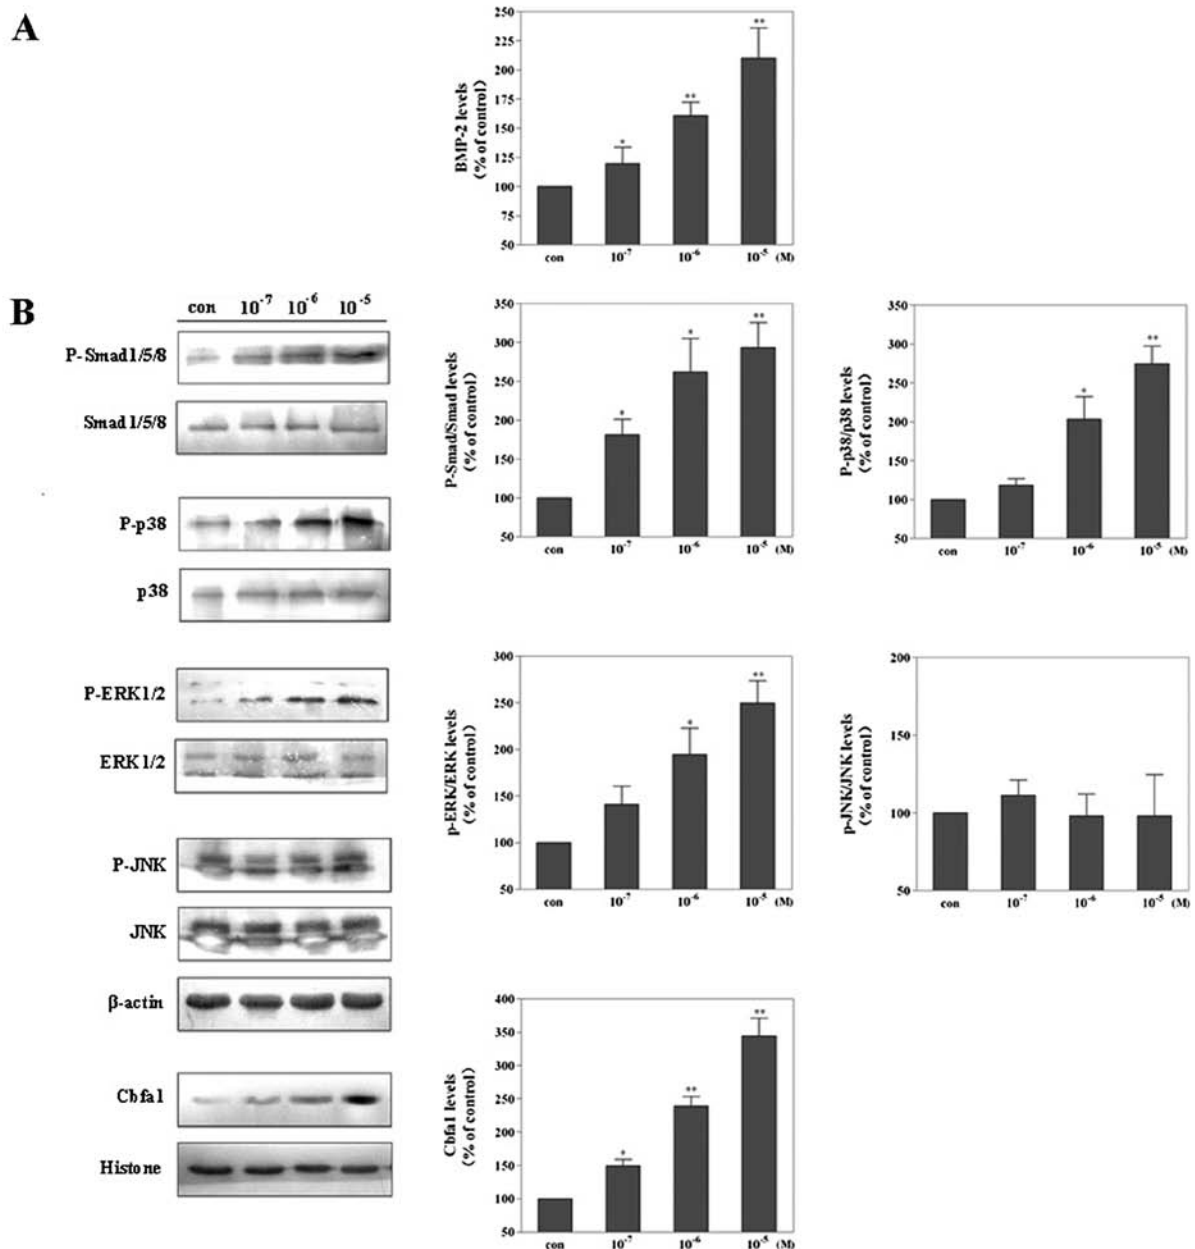 A
BMP-2 levels
(% of control)
250
225
200
175
150
125
100
75
50
*
**
**
con
10⁻⁷
10⁻⁶
10⁻⁵ (M)
B
con 10⁻⁷ 10⁻⁶ 10⁻⁵
P-Smad1/5/8
Smad1/5/8
P-p38
p38
P-ERK1/2
ERK1/2
P-JNK
JNK
β-actin
Cbfa1
Histone
P-Smad/Smad levels
(% of control)
350
300
250
200
150
100
50
*
*
**
con
10⁻⁷
10⁻⁶
10⁻⁵ (M)
P-p38/p38 levels
(% of control)
350
300
250
200
150
100
50
*
**
con
10⁻⁷
10⁻⁶
10⁻⁵ (M)
p-ERK/ERK levels
(% of control)
300
250
200
150
100
50
*
**
con
10⁻⁷
10⁻⁶
10⁻⁵ (M)
p-JNK/JNK levels
(% of control)
200
150
100
50
con
10⁻⁷
10⁻⁶
10⁻⁵ (M)
Cbfa1 levels
(% of control)
400
350
300
250
200
150
100
50
*
**
**
con
10⁻⁷
10⁻⁶
10⁻⁵ (M)